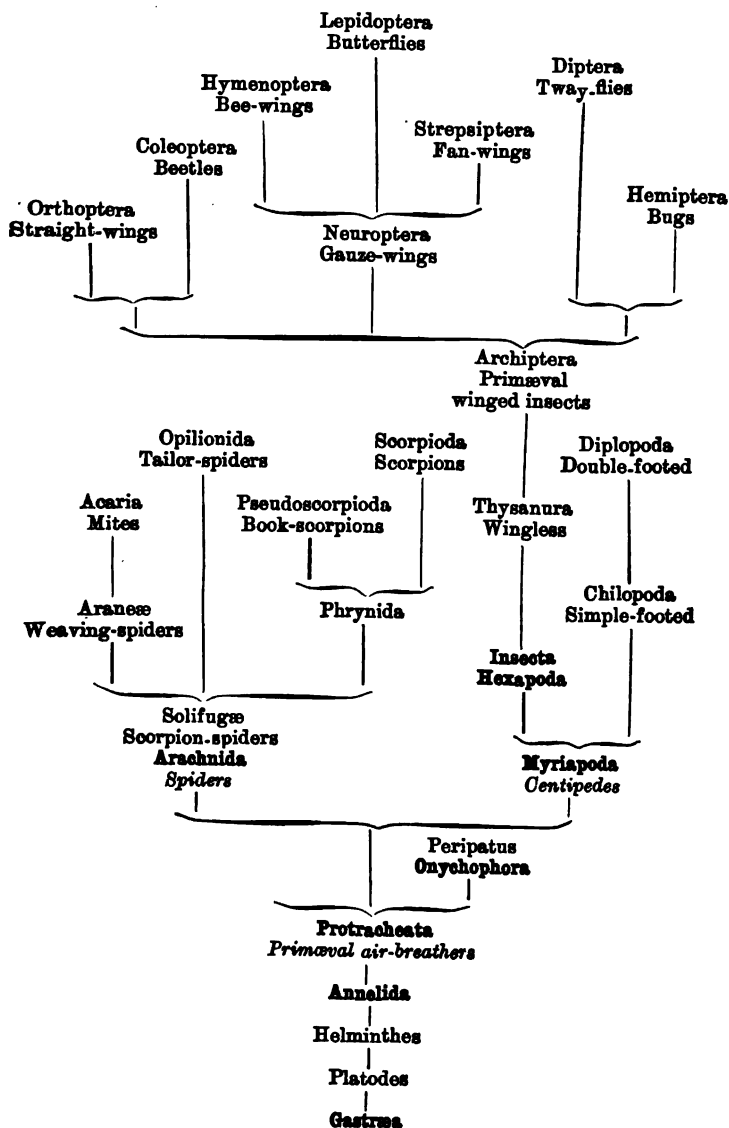 Lepidoptera
Butterflies
Hymenoptera
Bee-wings
Diptera
Tway-flies
Coleoptera
Beetles
Strepsiptera
Fan-wings
Orthoptera
Straight-wings
Hemiptera
Bugs
Neuroptera
Gauze-wings
Archiptera
Primæval
winged insects
Opilionida
Tailor-spiders
Scorpioda
Scorpions
Diplopoda
Double-footed
Acaria
Mites
Pseudoscorpioda
Book-scorpions
Thysanura
Wingless
Araneæ
Weaving-spiders
Phrynida
Chilopoda
Simple-footed
Insecta
Hexapoda
Solifugæ
Scorpion-spiders
Arachnida
Spiders
Myriapoda
Centipedes
Peripatus
Onychophora
Protracheata
Primæval air-breathers
Annelida
Helminthes
Platodes
Gastræa